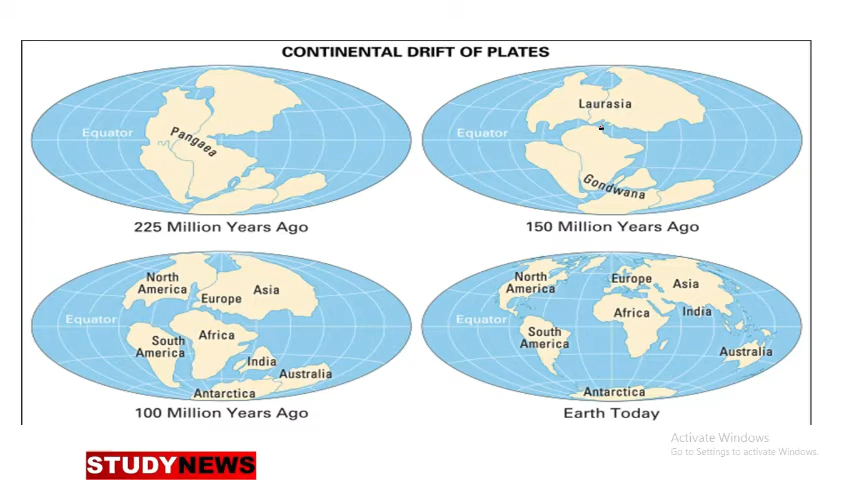 CONTINENTAL DRIFT OF PLATES
Equator
Pangaea
225 Million Years Ago
Equator
Laurasia
Gondwana
150 Million Years Ago
North
America
Europe
Asia
Equator
South
America
Africa
India
Australia
Antarctica
100 Million Years Ago
North
America
Europe
Asia
Equator
Africa
India
South
America
Australia
Antarctica
Earth Today
Activate Windows
Go to Settings to activate Windows.
STUDYNEWS